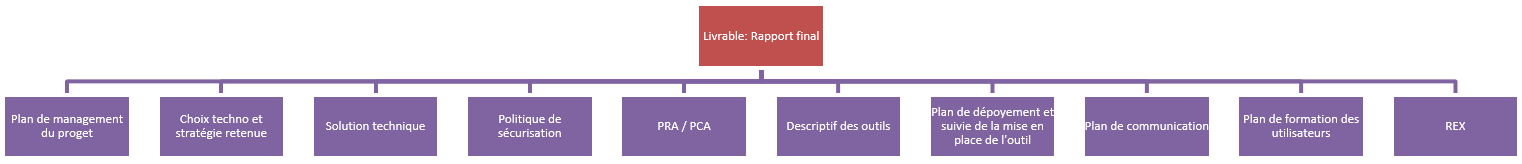 Livrable: Rapport final
Plan de management
du proget
Choix techno et
stratégie retenue
Solution technique
Politique de
sécurisation
PRA / PCA
Descriptif des outils
Plan de dépoyement et
suivie de la mise en
place de l'outil
Plan de communication
Plan de formation des
utilisateurs
REX